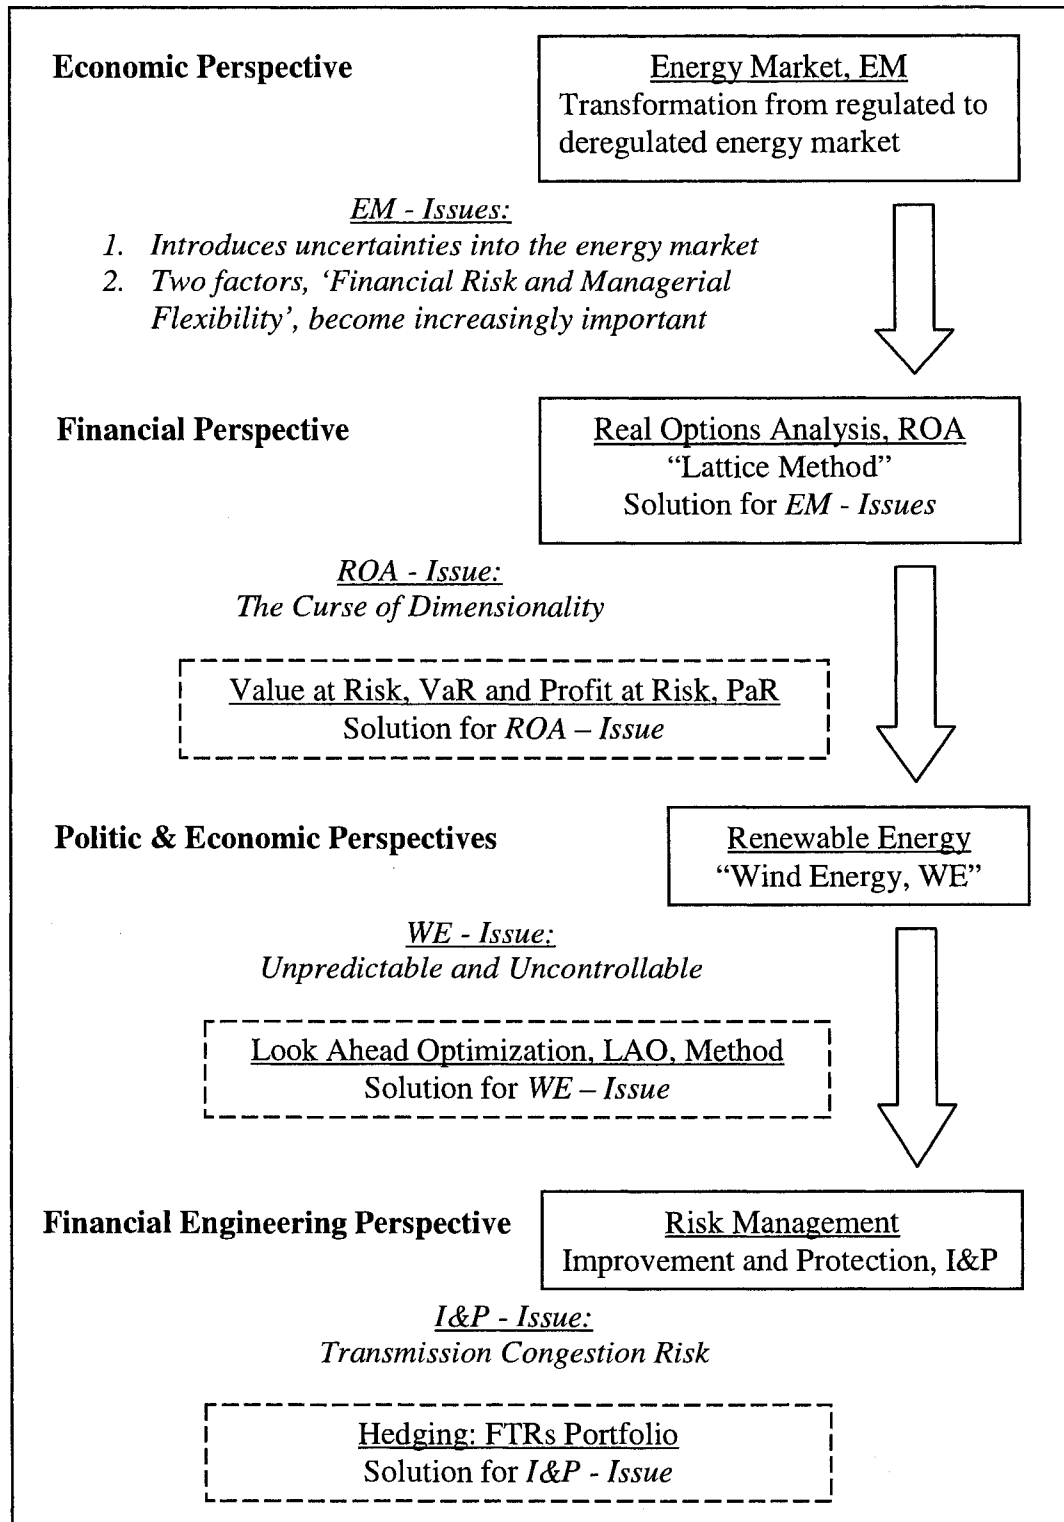 Economic Perspective
Energy Market, EM
Transformation from regulated to
deregulated energy market
EM - Issues:
1. Introduces uncertainties into the energy market
2. Two factors, ‘Financial Risk and Managerial
Flexibility’, become increasingly important
Financial Perspective
Real Options Analysis, ROA
“Lattice Method”
Solution for EM - Issues
ROA - Issue:
The Curse of Dimensionality
Value at Risk, VaR and Profit at Risk, PaR
Solution for ROA – Issue
Politic & Economic Perspectives
Renewable Energy
“Wind Energy, WE”
WE - Issue:
Unpredictable and Uncontrollable
Look Ahead Optimization, LAO, Method
Solution for WE – Issue
Financial Engineering Perspective
Risk Management
Improvement and Protection, I&P
I&P - Issue:
Transmission Congestion Risk
Hedging: FTRs Portfolio
Solution for I&P - Issue